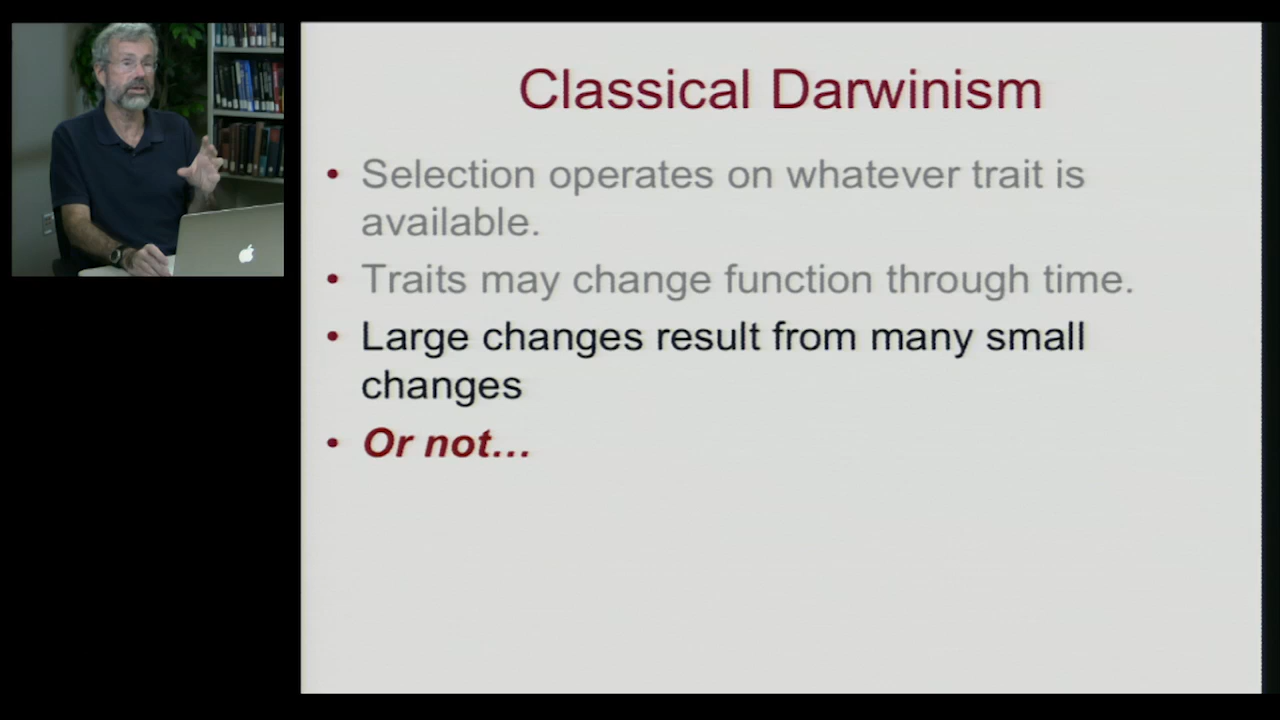 Classical Darwinism
• Selection operates on whatever trait is
available.
• Traits may change function through time.
• Large changes result from many small
changes
• Or not...